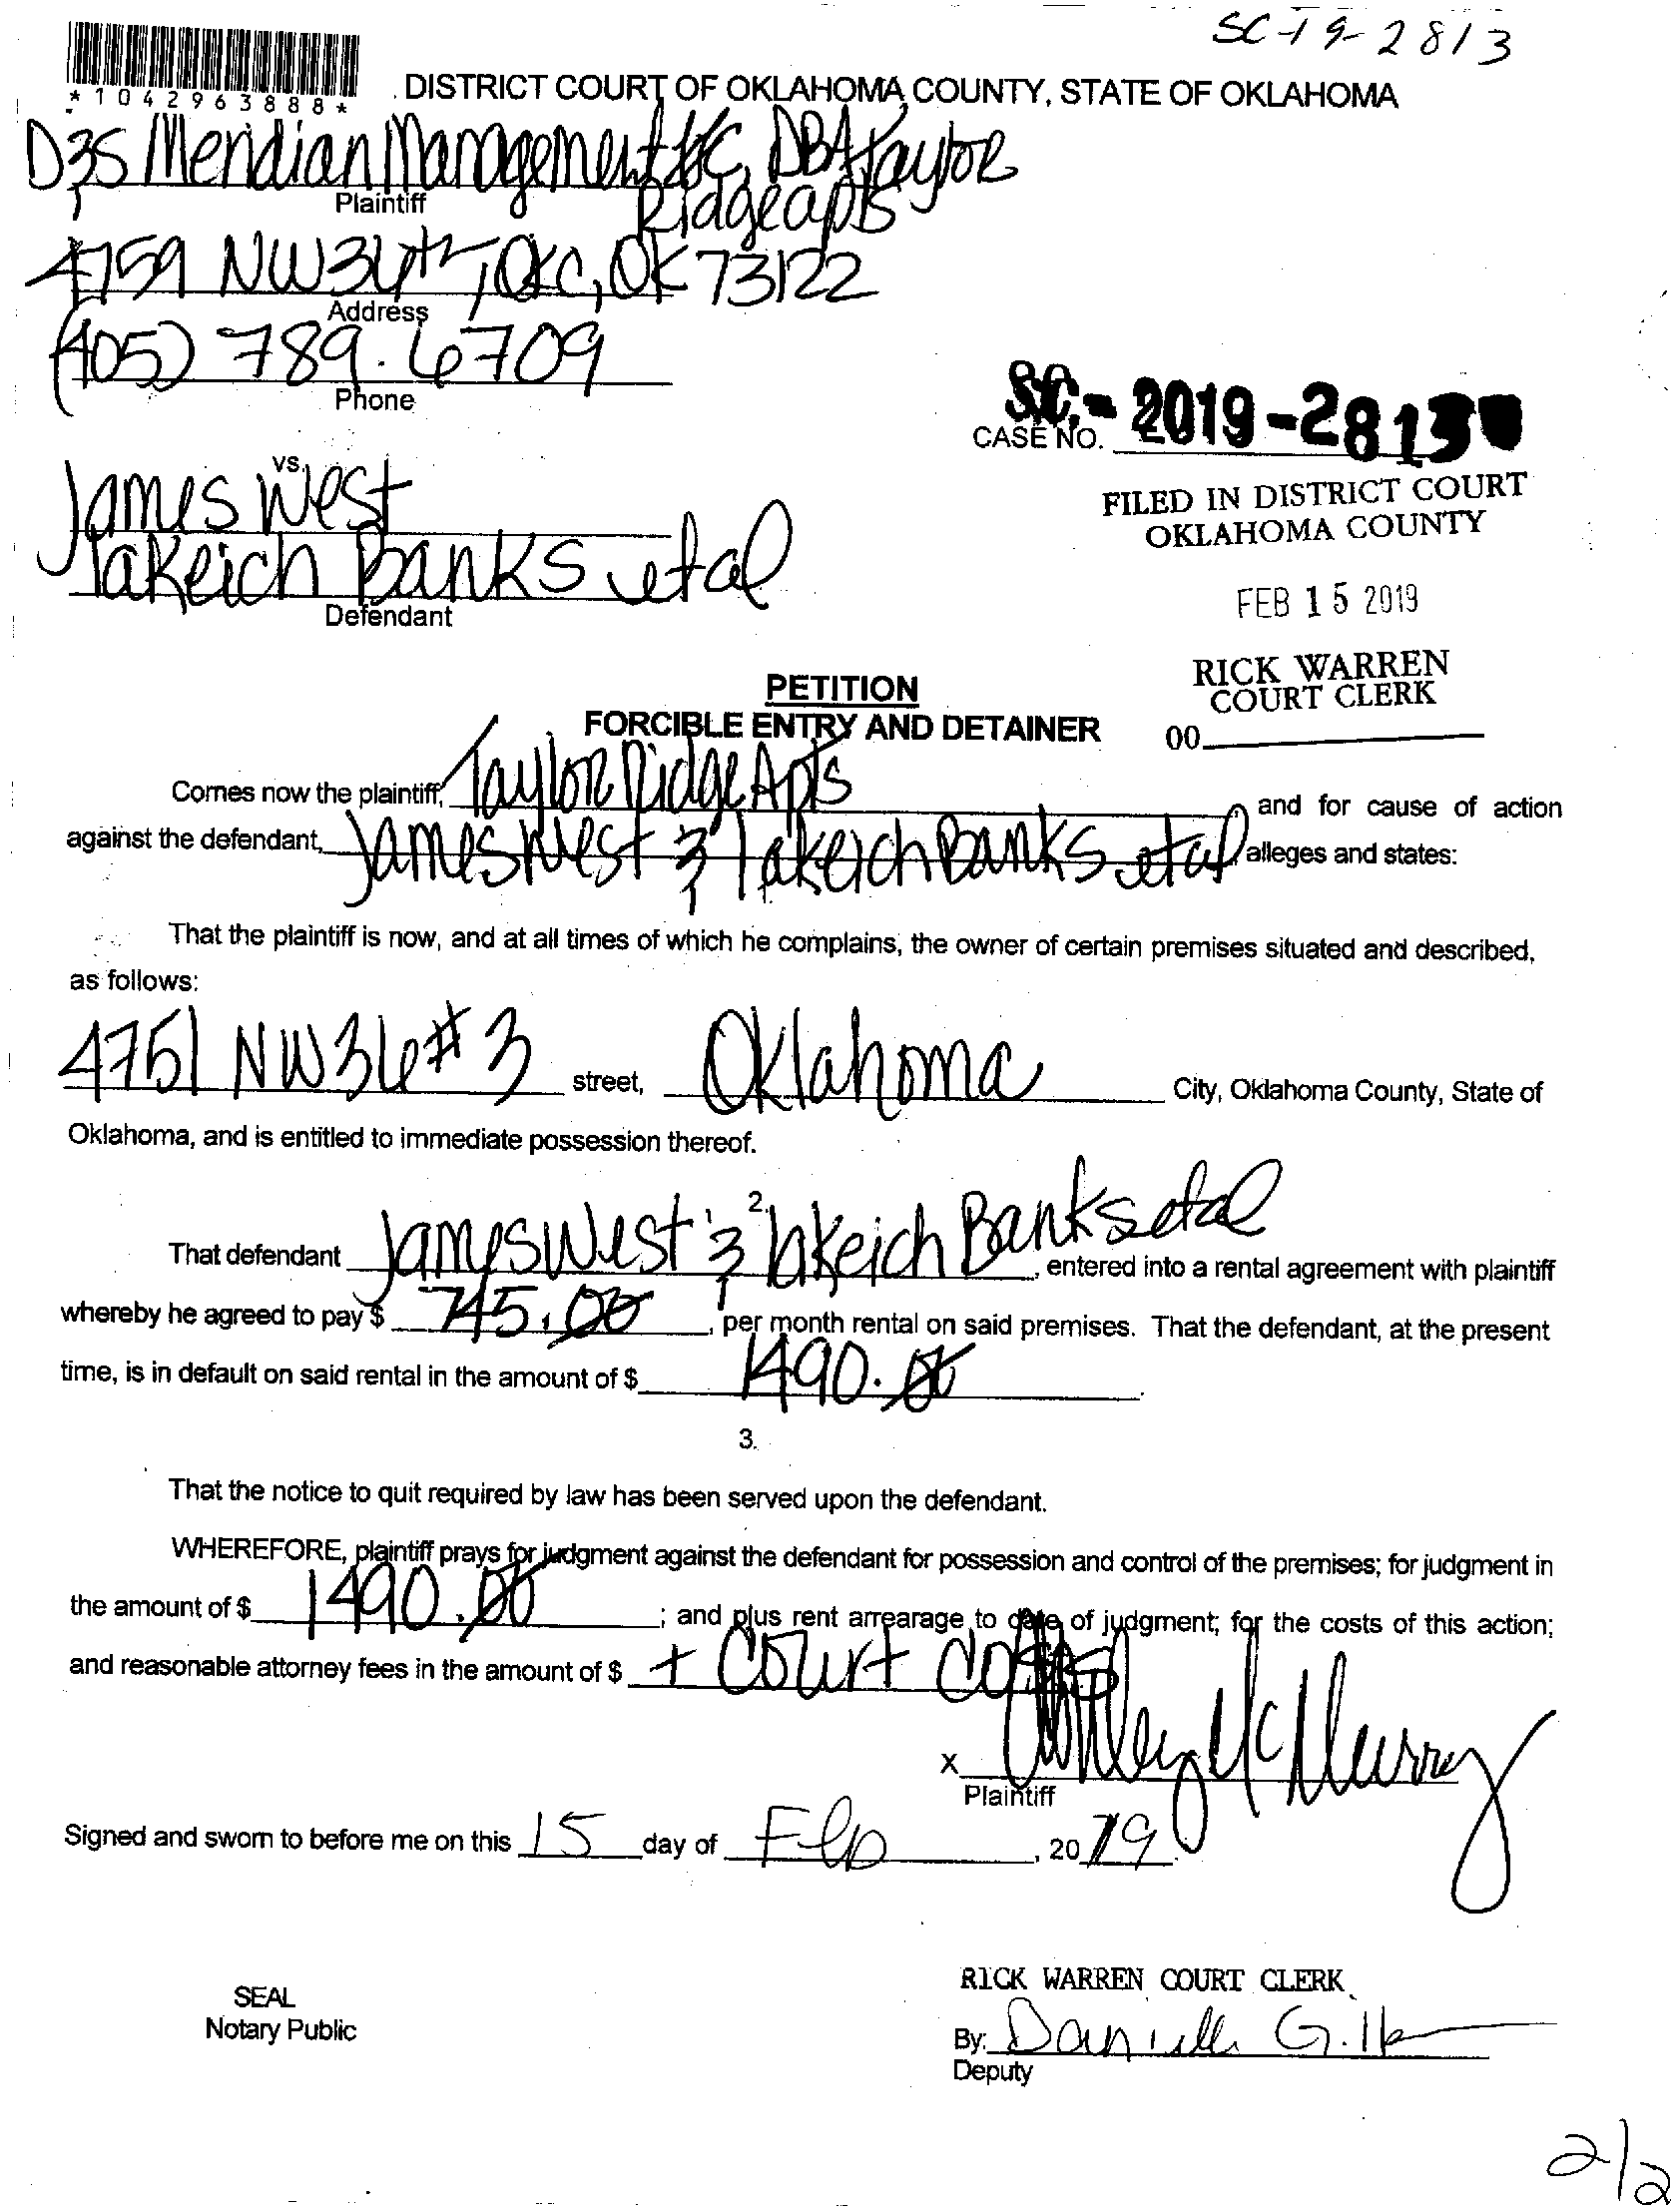 SC-19-2813
*1042963888*
DISTRICT COURT OF OKLAHOMA COUNTY, STATE OF OKLAHOMA
D&S Meridian Management LLC, DBA Taylor
Ridge apts
Plaintiff
4759 NW 36th, OKC, OK 73122
Address
(405) 789.6709
Phone
SC.- 2019-2813
CASE NO.
vs.
James West
FILED IN DISTRICT COURT
OKLAHOMA COUNTY
Takeich Banks etal
Defendant
FEB 15 2019
RICK WARREN
COURT CLERK
PETITION
FORCIBLE ENTRY AND DETAINER
00
Comes now the plaintiff, Taylor Ridge Apts and for cause of action
against the defendant, James West & Takeich Banks etal alleges and states:
That the plaintiff is now, and at all times of which he complains, the owner of certain premises situated and described,
as follows:
4751 NW 36 #3 street, Oklahoma City, Oklahoma County, State of
Oklahoma, and is entitled to immediate possession thereof.
2.
That defendant James West & Takeich Banks etal, entered into a rental agreement with plaintiff
whereby he agreed to pay $ 745.00, per month rental on said premises. That the defendant, at the present
time, is in default on said rental in the amount of $ 1490.00.
3.
That the notice to quit required by law has been served upon the defendant.
WHEREFORE, plaintiff prays for judgment against the defendant for possession and control of the premises; for judgment in
the amount of $ 1490.00; and plus rent arrearage to date of judgment; for the costs of this action;
and reasonable attorney fees in the amount of $ + Court costs
x Ashley McMurry
Plaintiff
Signed and sworn to before me on this 15 day of Feb, 2019.
RICK WARREN COURT CLERK
SEAL
Notary Public
By: Danielle
Deputy
2/2